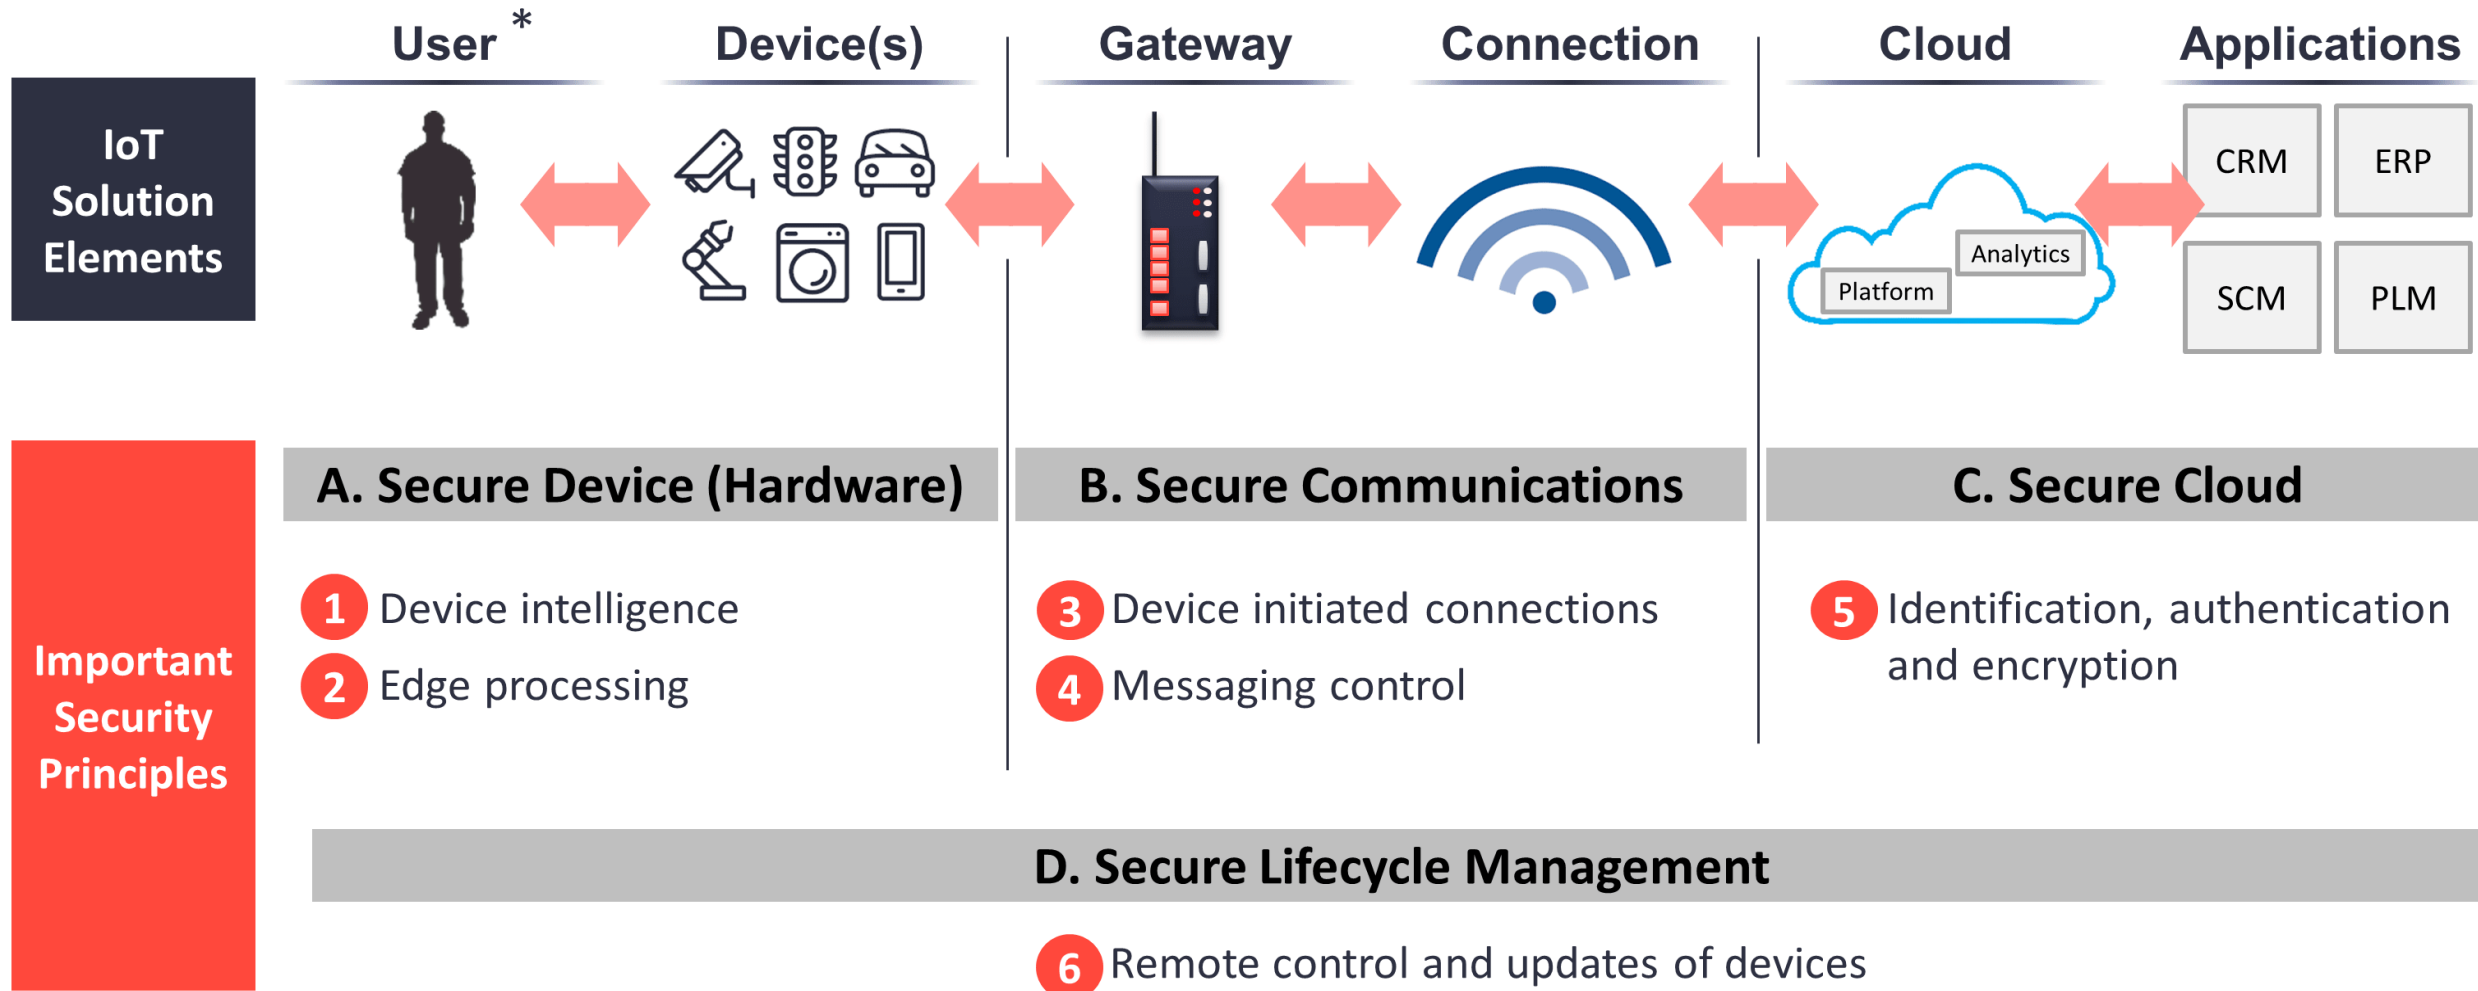 User *
Device(s)
Gateway
Connection
Cloud
Applications
IoT
Solution
Elements
CRM
ERP
Analytics
Platform
SCM
PLM
A. Secure Device (Hardware)
B. Secure Communications
C. Secure Cloud
Important
Security
Principles
1 Device intelligence
2 Edge processing
3 Device initiated connections
4 Messaging control
5 Identification, authentication
and encryption
D. Secure Lifecycle Management
6 Remote control and updates of devices